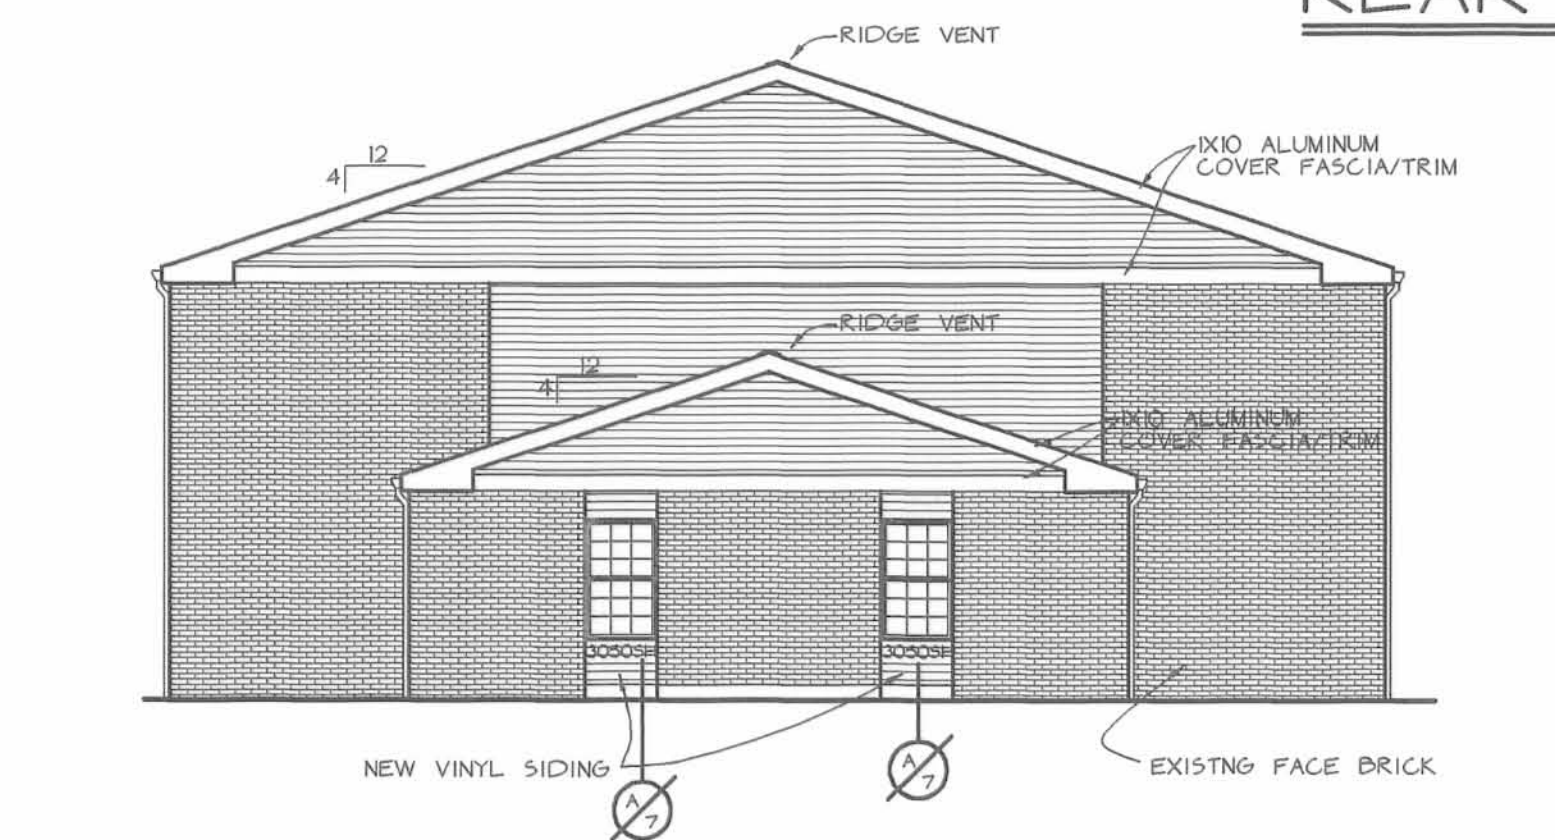 RIDGE VENT
12
4
1X10 ALUMINUM
COVER FASCIA/TRIM
RIDGE VENT
12
4
1X10 ALUMINUM
COVER FASCIA/TRIM
3050SH
3050SH
NEW VINYL SIDING
EXISTNG FACE BRICK
A
7
A
7